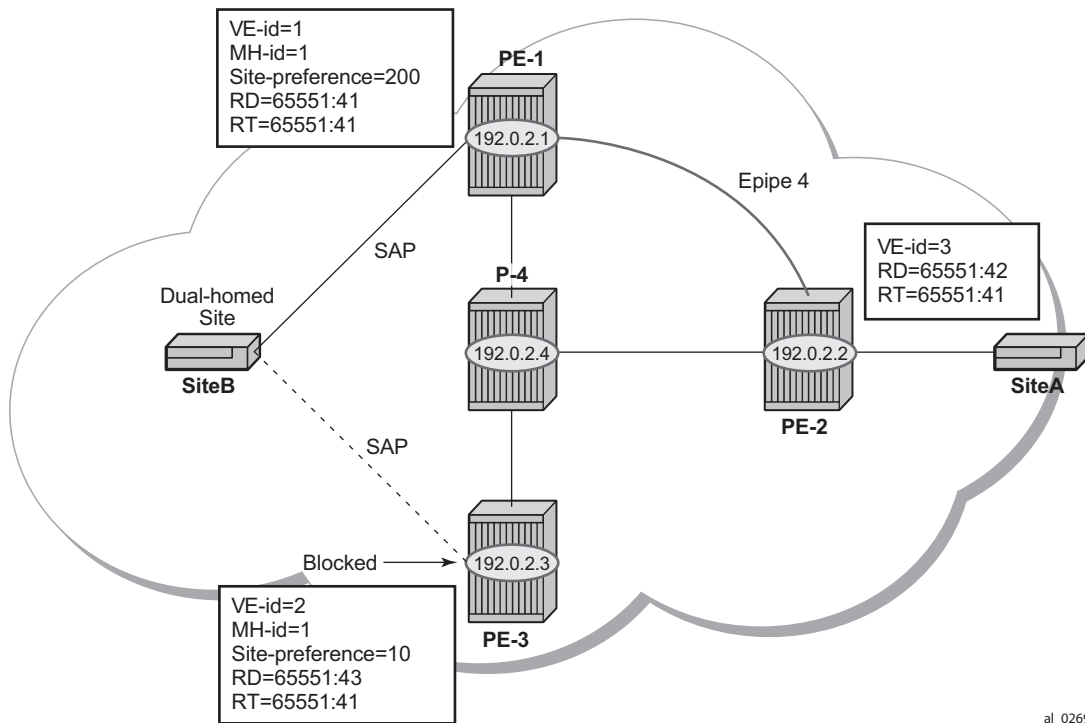 VE-id=1
MH-id=1
Site-preference=200
RD=65551:41
RT=65551:41
PE-1
192.0.2.1
Epipe 4
SAP
VE-id=3
RD=65551:42
RT=65551:41
P-4
192.0.2.4
Dual-homed
Site
SiteB
192.0.2.2
PE-2
SiteA
SAP
Blocked
192.0.2.3
PE-3
VE-id=2
MH-id=1
Site-preference=10
RD=65551:43
RT=65551:41
al_0269